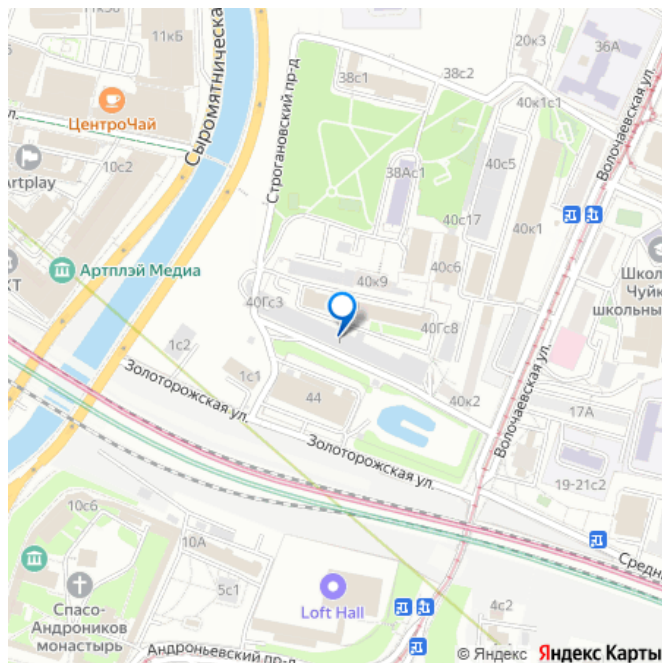 11кБ
Сыромятническая
ЦентроЧай
10с2
Artplay
Артплэй Медиа
Строгановский пр-д
38с1
38с2
20к3
36А
40к1с1
Волочаевская ул.
38Ас1
40с5
40с17
40к1
40с6
40к9
40Гс3
40Гс8
Школ
Чуйк
школьны
1с2
1с1
44
40к2
17А
Волочаевская ул.
Золоторожская ул.
Золоторожская ул.
19-21с2
Средн
10с6
10А
5с1
Спасо-
Андроников
монастырь
Loft Hall
4с2
Андроньевский пр-д
© Яндекс Яндекс Карты